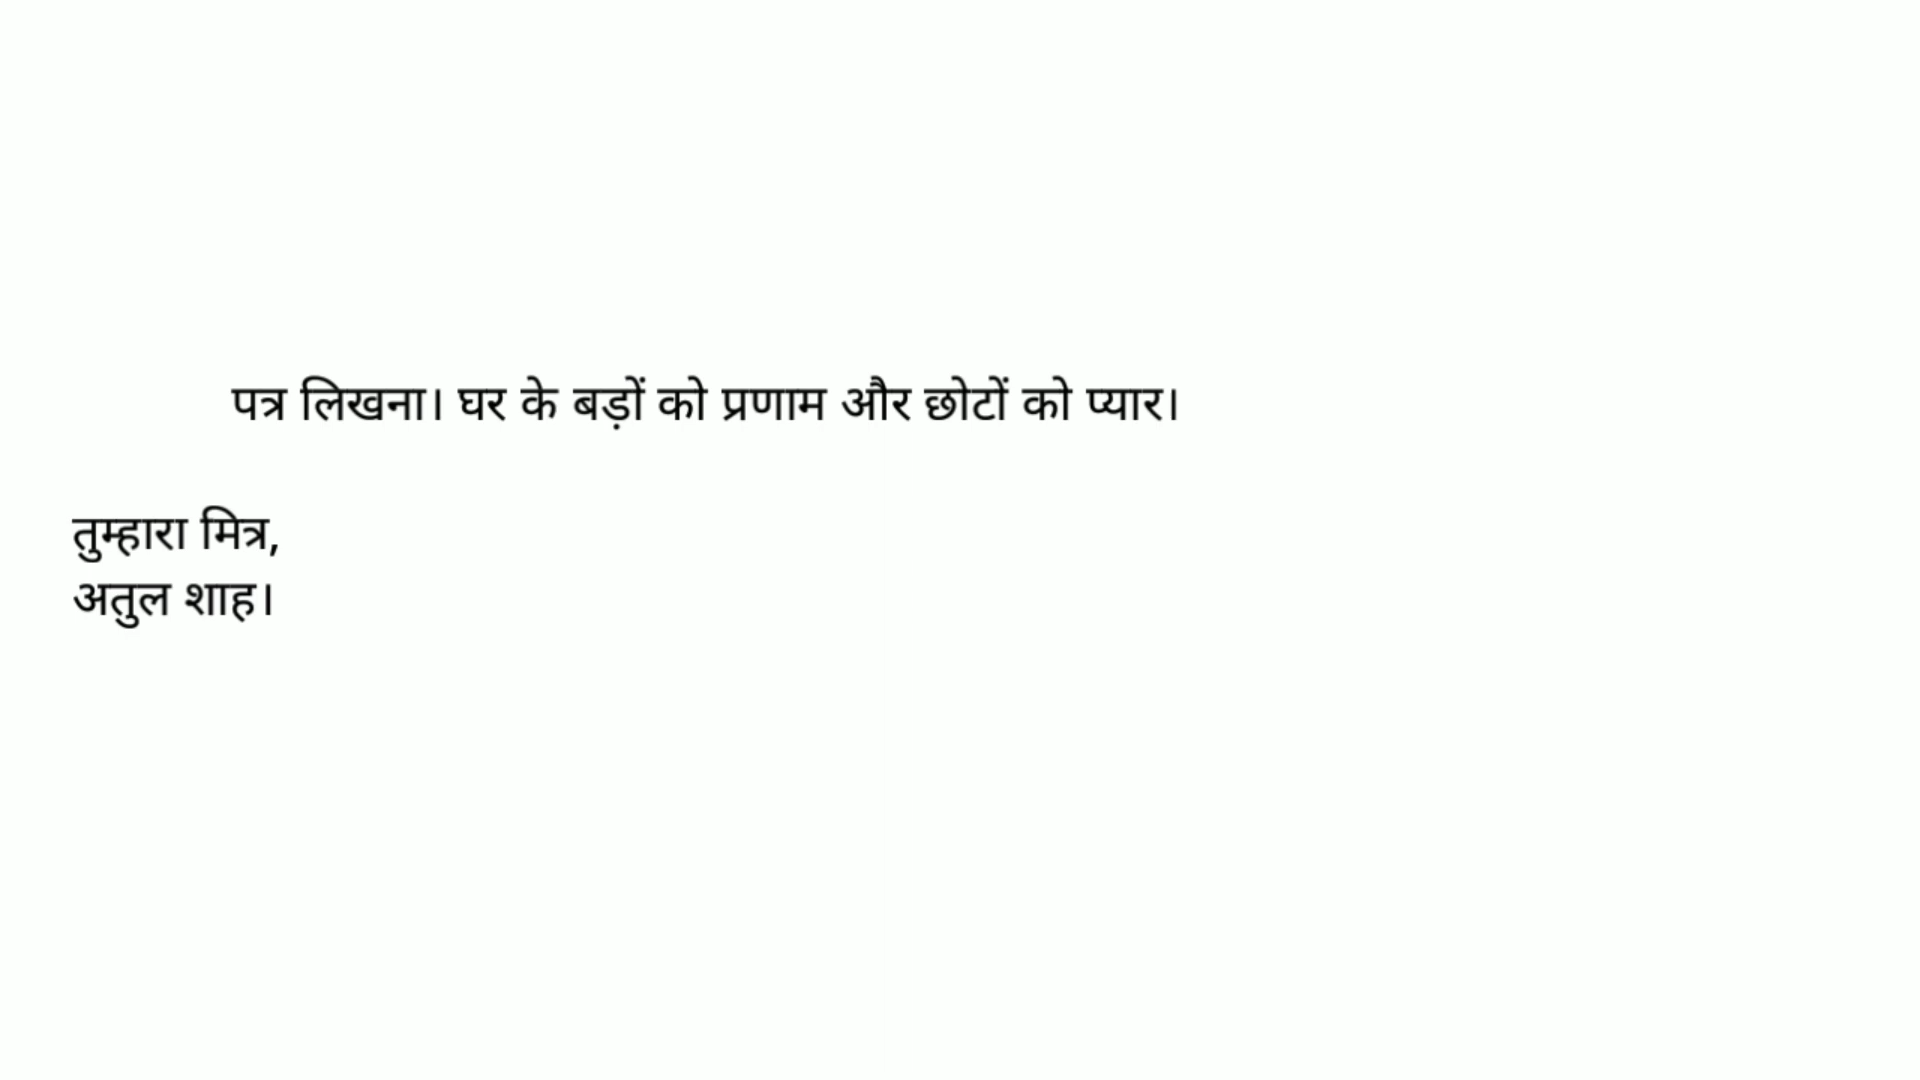 पत्र लिखना। घर के बड़ों को प्रणाम और छोटों को प्यार।
तुम्हारा मित्र,
अतुल शाह।